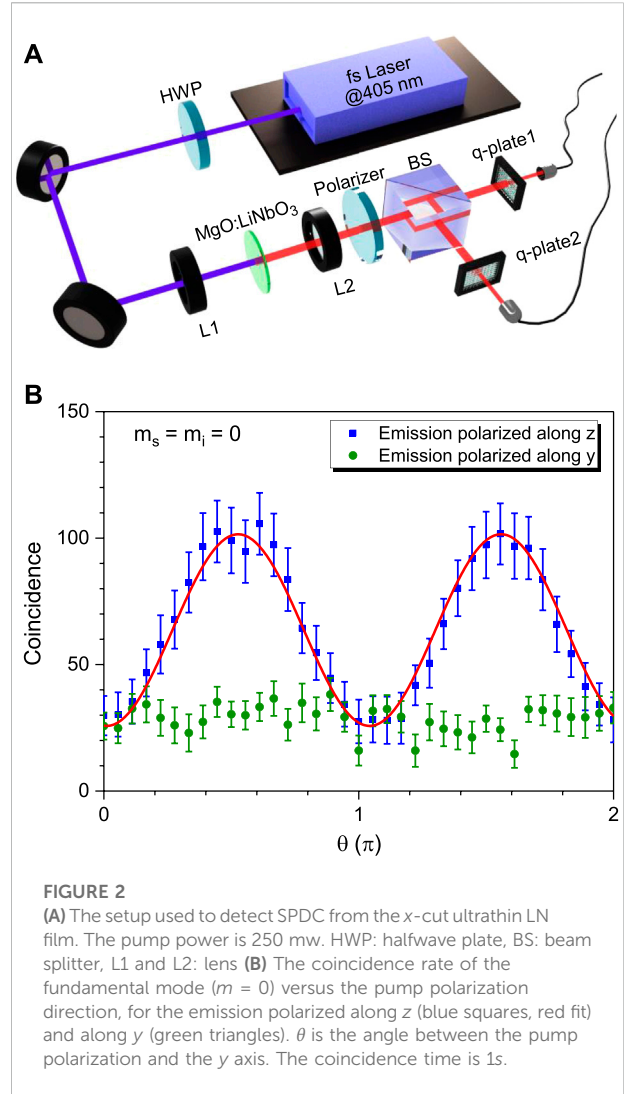 A
HWP
fs Laser
@405 nm
Polarizer
BS
q-plate1
MgO:LiNbO₃
q-plate2
L2
L1
B
mₛ = mᵢ = 0
Emission polarized along z
Emission polarized along y
150
100
50
0
Coincidence
0
1
2
θ (π)
FIGURE 2
(A) The setup used to detect SPDC from the x-cut ultrathin LN
film. The pump power is 250 mw. HWP: halfwave plate, BS: beam
splitter, L1 and L2: lens (B) The coincidence rate of the
fundamental mode (m = 0) versus the pump polarization
direction, for the emission polarized along z (blue squares, red fit)
and along y (green triangles). θ is the angle between the pump
polarization and the y axis. The coincidence time is 1s.